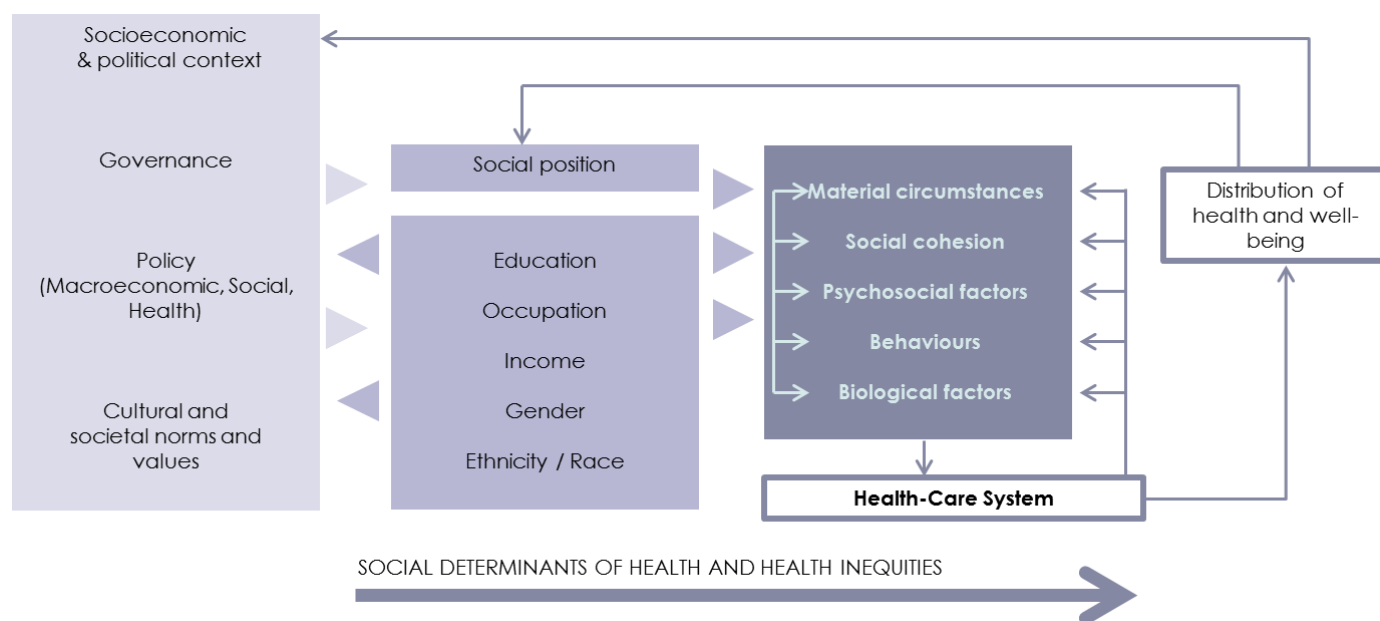 Socioeconomic
& political context
Governance
Policy
(Macroeconomic, Social,
Health)
Cultural and
societal norms and
values
Social position
Education
Occupation
Income
Gender
Ethnicity / Race
Material circumstances
Social cohesion
Psychosocial factors
Behaviours
Biological factors
Health-Care System
Distribution of
health and well-
being
SOCIAL DETERMINANTS OF HEALTH AND HEALTH INEQUITIES